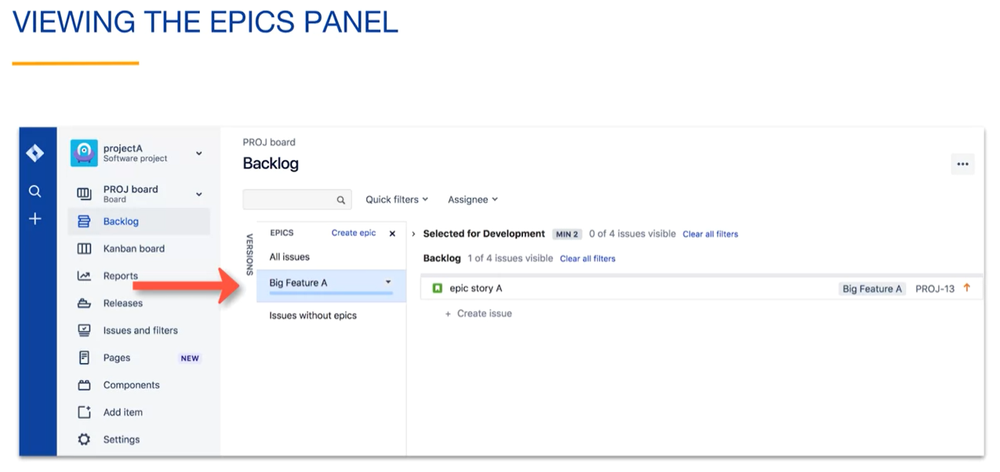 VIEWING THE EPICS PANEL
projectA
Software project
PROJ board
Board
Backlog
Kanban board
Reports
Releases
Issues and filters
Pages NEW
Components
Add item
Settings
PROJ board
Backlog
Quick filters Assignee
VERSIONS
EPICS Create epic
All issues
Big Feature A
Issues without epics
Selected for Development MIN 2 0 of 4 issues visible Clear all filters
Backlog 1 of 4 issues visible Clear all filters
epic story A Big Feature A PROJ-13
+ Create issue